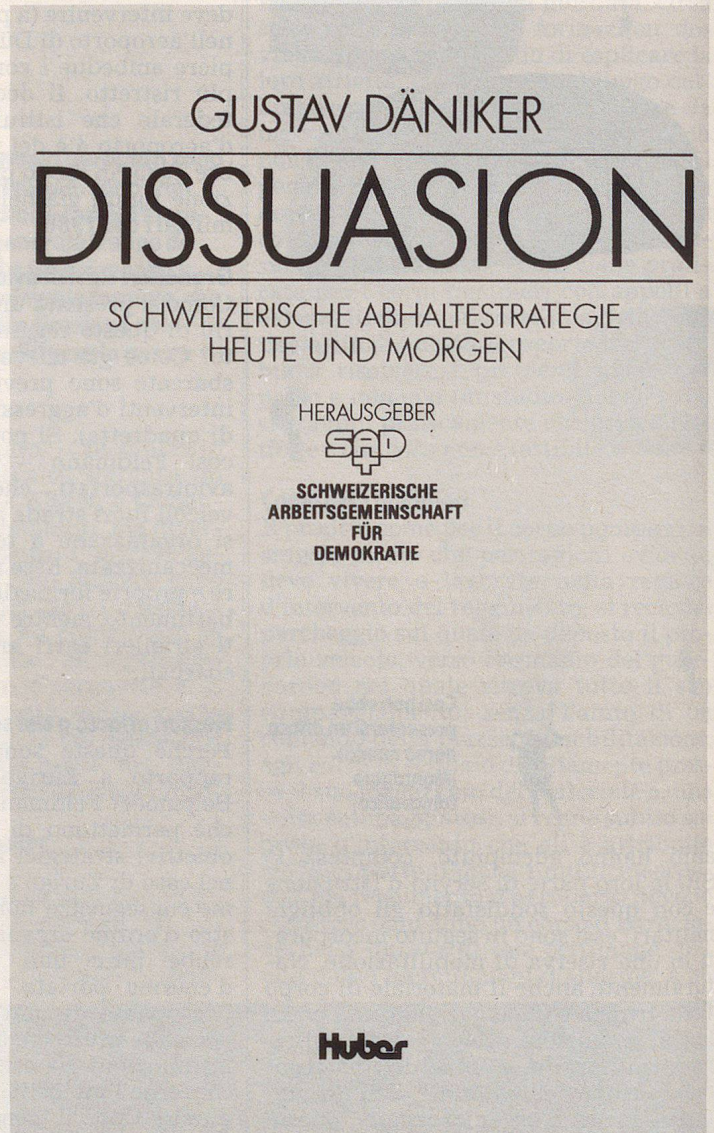 GUSTAV DÄNIKER
DISSUASION
SCHWEIZERISCHE ABHALTESTRATEGIE
HEUTE UND MORGEN
HERAUSGEBER
SAD
SCHWEIZERISCHE
ARBEITSGEMEINSCHAFT
FÜR
DEMOKRATIE
Huber